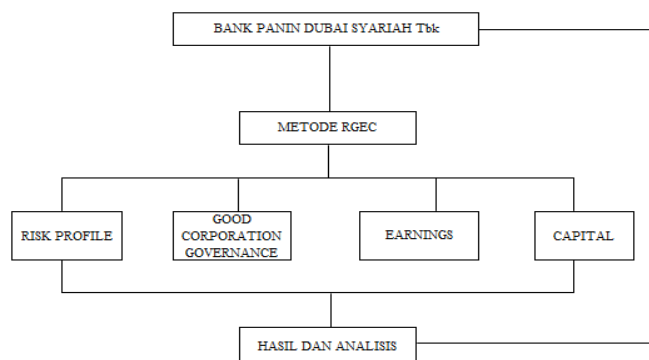 BANK PANIN DUBAI SYARIAH Tbk
METODE RGEC
RISK PROFILE
GOOD
CORPORATION
GOVERNANCE
EARNINGS
CAPITAL
HASIL DAN ANALISIS